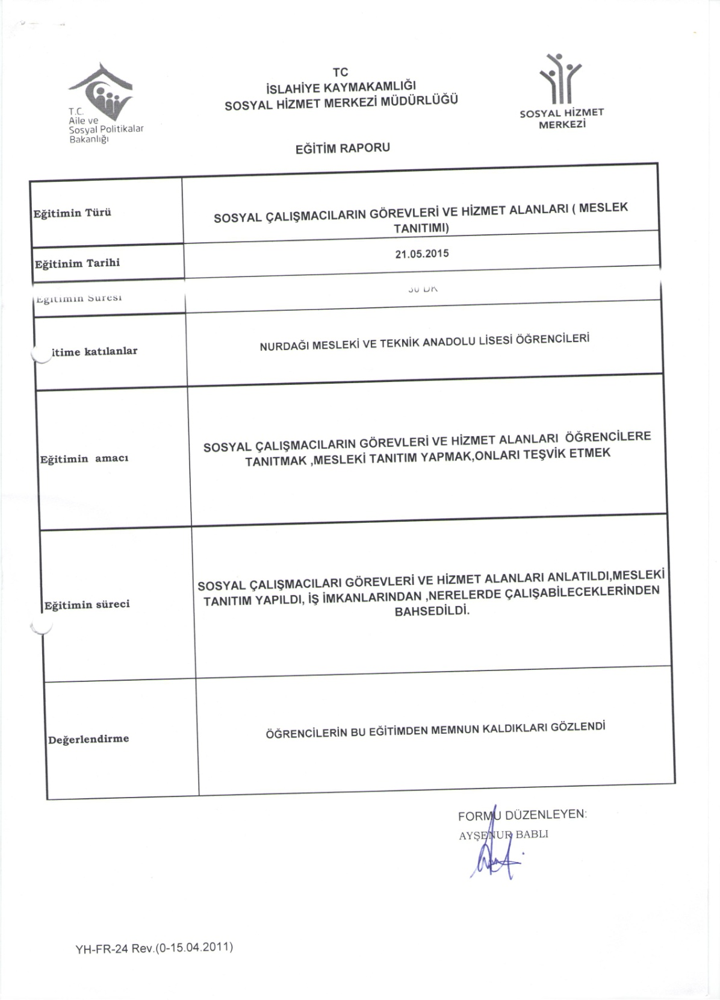 T.C.
Aile ve
Sosyal Politikalar
Bakanlığı
TC
İSLAHİYE KAYMAKAMLIĞI
SOSYAL HİZMET MERKEZİ MÜDÜRLÜĞÜ
SOSYAL HİZMET
MERKEZİ
EĞİTİM RAPORU
Eğitimin Türü
SOSYAL ÇALIŞMACILARIN GÖREVLERİ VE HİZMET ALANLARI ( MESLEK
TANITIMI)
Eğitinim Tarihi
21.05.2015
Eğitimin Süresi
30 DK
itime katılanlar
NURDAĞI MESLEKİ VE TEKNİK ANADOLU LİSESİ ÖĞRENCİLERİ
Eğitimin amacı
SOSYAL ÇALIŞMACILARIN GÖREVLERİ VE HİZMET ALANLARI ÖĞRENCİLERE
TANITMAK ,MESLEKİ TANITIM YAPMAK,ONLARI TEŞVİK ETMEK
Eğitimin süreci
SOSYAL ÇALIŞMACILARI GÖREVLERİ VE HİZMET ALANLARI ANLATILDI,MESLEKİ
TANITIM YAPILDI, İŞ İMKANLARINDAN ,NERELERDE ÇALIŞABİLECEKLERİNDEN
BAHSEDİLDİ.
Değerlendirme
ÖĞRENCİLERİN BU EĞİTİMDEN MEMNUN KALDIKLARI GÖZLENDİ
FORMU DÜZENLEYEN:
AYŞENUR BABLI
YH-FR-24 Rev.(0-15.04.2011)